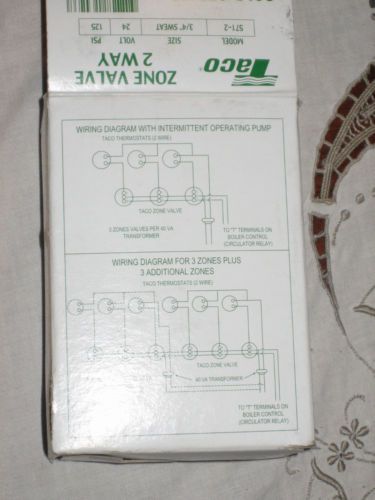 Taco
ZONE VALVE
2 WAY
MODEL SIZE VOLT PSI
571-2 3/4" SWEAT 24 125
WIRING DIAGRAM WITH INTERMITTENT OPERATING PUMP
TACO THERMOSTATS (2 WIRE)
TACO ZONE VALVE
3 ZONES VALVES PER 40 VA
TRANSFORMER
TO "T" TERMINALS ON
BOILER CONTROL
(CIRCULATOR RELAY)
WIRING DIAGRAM FOR 3 ZONES PLUS
3 ADDITIONAL ZONES
TACO THERMOSTATS (2 WIRE)
TACO ZONE VALVE
40 VA TRANSFORMER
TO "T" TERMINALS ON
BOILER CONTROL
(CIRCULATOR RELAY)